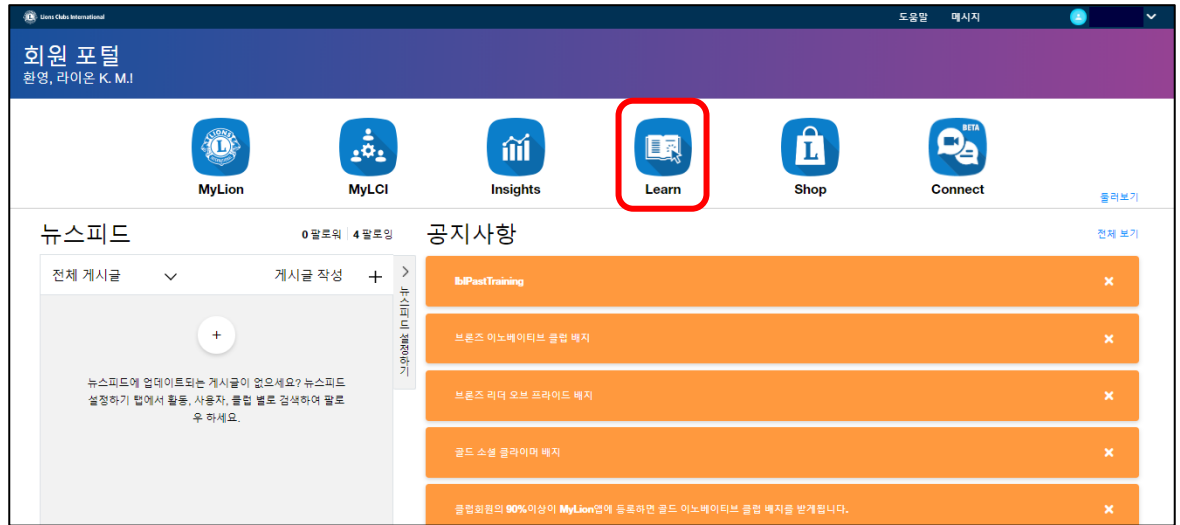 Lions Clubs International
도움말 메시지
회원 포털
환영, 라이온 K. M.!
BETA
MyLion MyLCI Insights Learn Shop Connect
둘러보기
뉴스피드 0 팔로워 4 팔로잉
전체 게시글 게시글 작성
뉴스피드 설정하기
뉴스피드에 업데이트되는 게시글이 없으세요? 뉴스피드
설정하기 탭에서 활동, 사용자, 클럽 별로 검색하여 팔로
우 하세요.
공지사항 전체 보기
lblPastTraining
브론즈 이노베이티브 클럽 배지
브론즈 리더 오브 프라이드 배지
골드 소셜 클라이머 배지
클럽회원의 90%이상이 MyLion앱에 등록하면 골드 이노베이티브 클럽 배지를 받게됩니다.